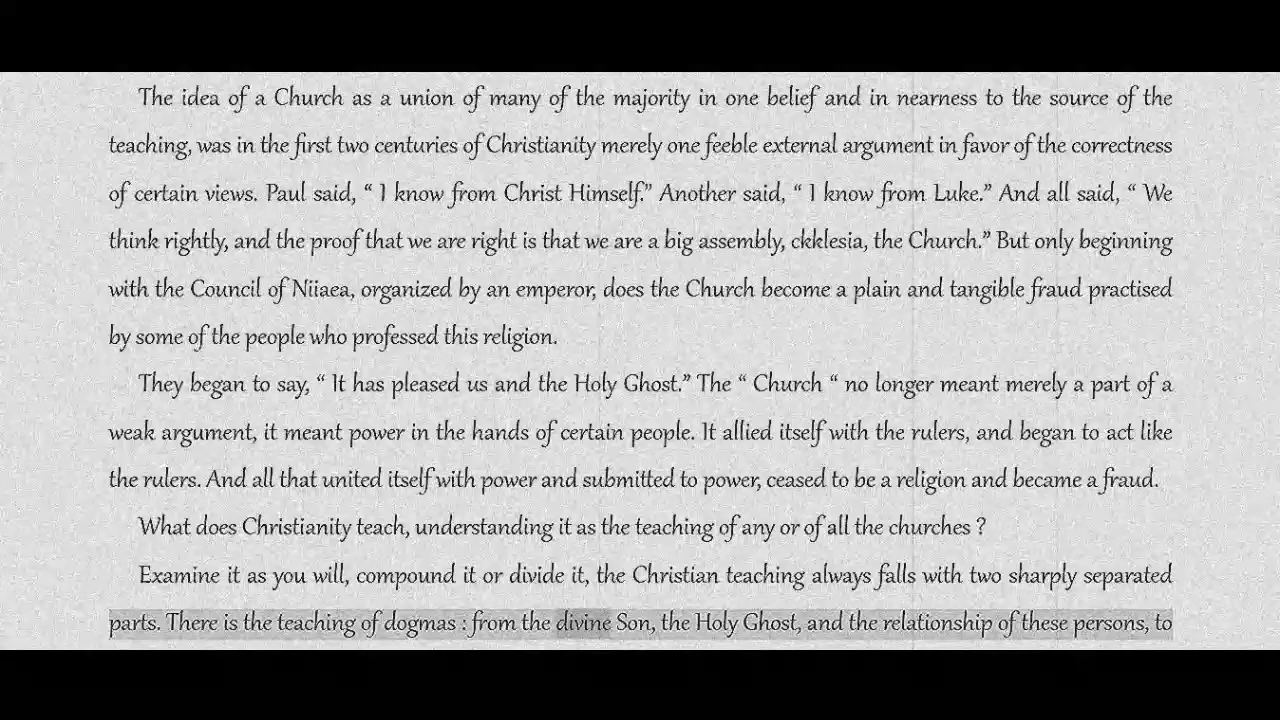 The idea of a Church as a union of many of the majority in one belief and in nearness to the source of the
teaching, was in the first two centuries of Christianity merely one feeble external argument in favor of the correctness
of certain views. Paul said, “ I know from Christ Himself.” Another said, “ I know from Luke.” And all said, “ We
think rightly, and the proof that we are right is that we are a big assembly, ckklesia, the Church.” But only beginning
with the Council of Niiaea, organized by an emperor, does the Church become a plain and tangible fraud practised
by some of the people who professed this religion.
They began to say, “ It has pleased us and the Holy Ghost.” The “ Church “ no longer meant merely a part of a
weak argument, it meant power in the hands of certain people. It allied itself with the rulers, and began to act like
the rulers. And all that united itself with power and submitted to power, ceased to be a religion and became a fraud.
What does Christianity teach, understanding it as the teaching of any or of all the churches ?
Examine it as you will, compound it or divide it, the Christian teaching always falls with two sharply separated
parts. There is the teaching of dogmas : from the divine Son, the Holy Ghost, and the relationship of these persons, to